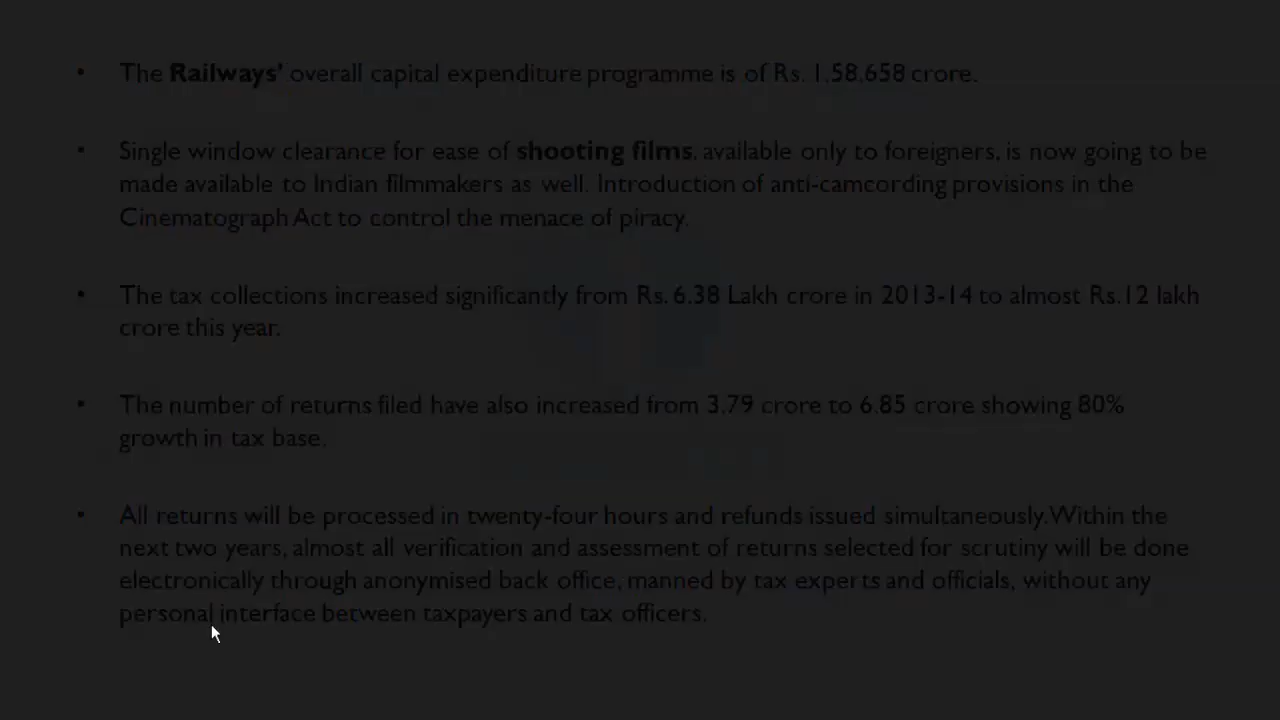 • The Railways' overall capital expenditure programme is of Rs. 1,58,658 crore.
• Single window clearance for ease of shooting films, available only to foreigners, is now going to be
made available to Indian filmmakers as well. Introduction of anti-camcording provisions in the
Cinematograph Act to control the menace of piracy.
• The tax collections increased significantly from Rs. 6.38 Lakh crore in 2013-14 to almost Rs.12 lakh
crore this year.
• The number of returns filed have also increased from 3.79 crore to 6.85 crore showing 80%
growth in tax base.
• All returns will be processed in twenty-four hours and refunds issued simultaneously. Within the
next two years, almost all verification and assessment of returns selected for scrutiny will be done
electronically through anonymised back office, manned by tax experts and officials, without any
personal interface between taxpayers and tax officers.